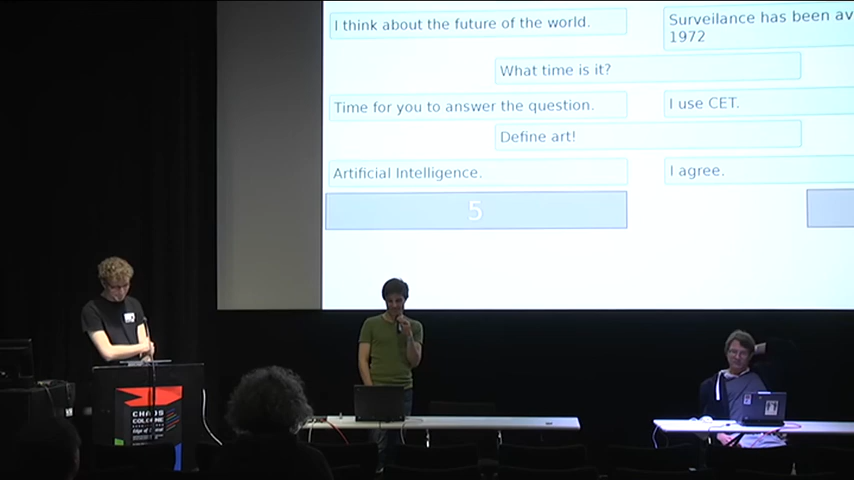 I think about the future of the world.
Surveilance has been av
1972
What time is it?
Time for you to answer the question.
I use CET.
Define art!
Artificial Intelligence.
I agree.
5
CHAOS
COLOGNE